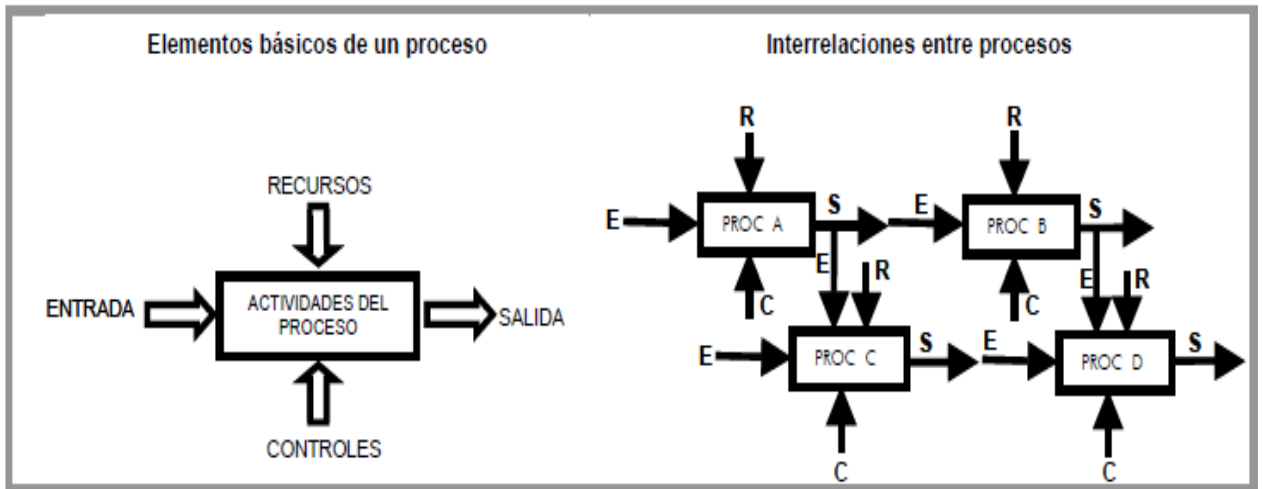 Elementos básicos de un proceso
RECURSOS
ENTRADA
ACTIVIDADES DEL
PROCESO
SALIDA
CONTROLES
Interrelaciones entre procesos
R
R
E
PROC A
S
E
PROC B
S
E
R
E
R
C
C
E
PROC C
S
E
PROC D
S
C
C